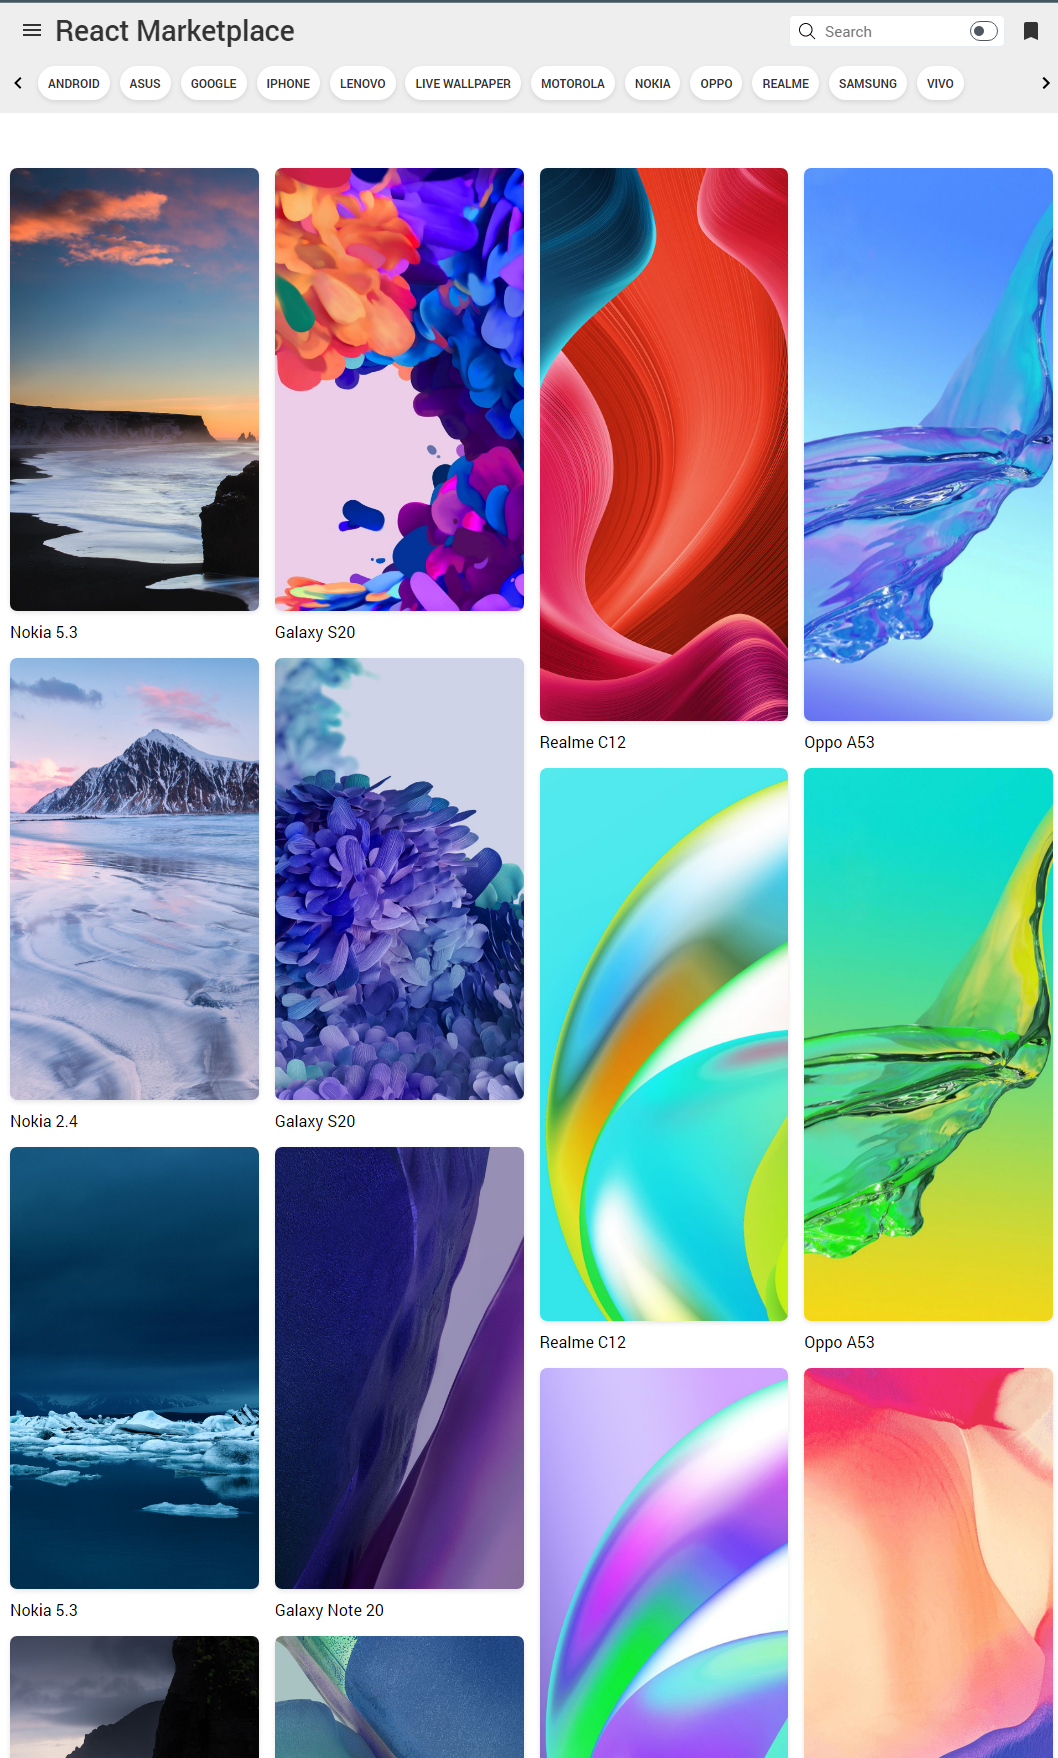 React Marketplace
Search
ANDROID
ASUS
GOOGLE
IPHONE
LENOVO
LIVE WALLPAPER
MOTOROLA
NOKIA
OPPO
REALME
SAMSUNG
VIVO
Nokia 5.3
Galaxy S20
Realme C12
Oppo A53
Nokia 2.4
Galaxy S20
Realme C12
Oppo A53
Nokia 5.3
Galaxy Note 20